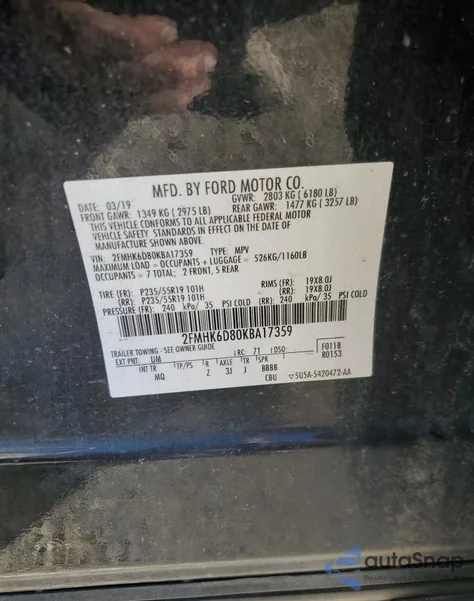 MFD. BY FORD MOTOR CO.
DATE: 03/19 GVWR: 2803 KG ( 6180 LB)
FRONT GAWR: 1349 KG ( 2975 LB) REAR GAWR: 1477 KG ( 3257 LB)
THIS VEHICLE CONFORMS TO ALL APPLICABLE FEDERAL MOTOR
VEHICLE SAFETY STANDARDS IN EFFECT ON THE DATE OF
MANUFACTURE SHOWN ABOVE.
VIN: 2FMHK6D80KBA17359 TYPE: MPV
MAXIMUM LOAD = OCCUPANTS + LUGGAGE = 526KG/1160LB
OCCUPANTS = 7 TOTAL; 2 FRONT, 5 REAR
TIRE (FR): P235/55R19 101H RIMS (FR): 19X8.0J
(RR): P235/55R19 101H (RR): 19X8.0J
PRESSURE (FR): 240 kPa/ 35 PSI COLD (RR): 240 kPa/ 35 PSI COLD
2FMHK6D80KBA17359
TRAILER TOWING - SEE OWNER GUIDE
EXT PNT: UM RC: 71 DSO: F0118
INT TR TP/PS R AXLE TR SPR R0153
MQ Z 3J J BBBB
CBU 5U5A-5420472-AA
autoSnap